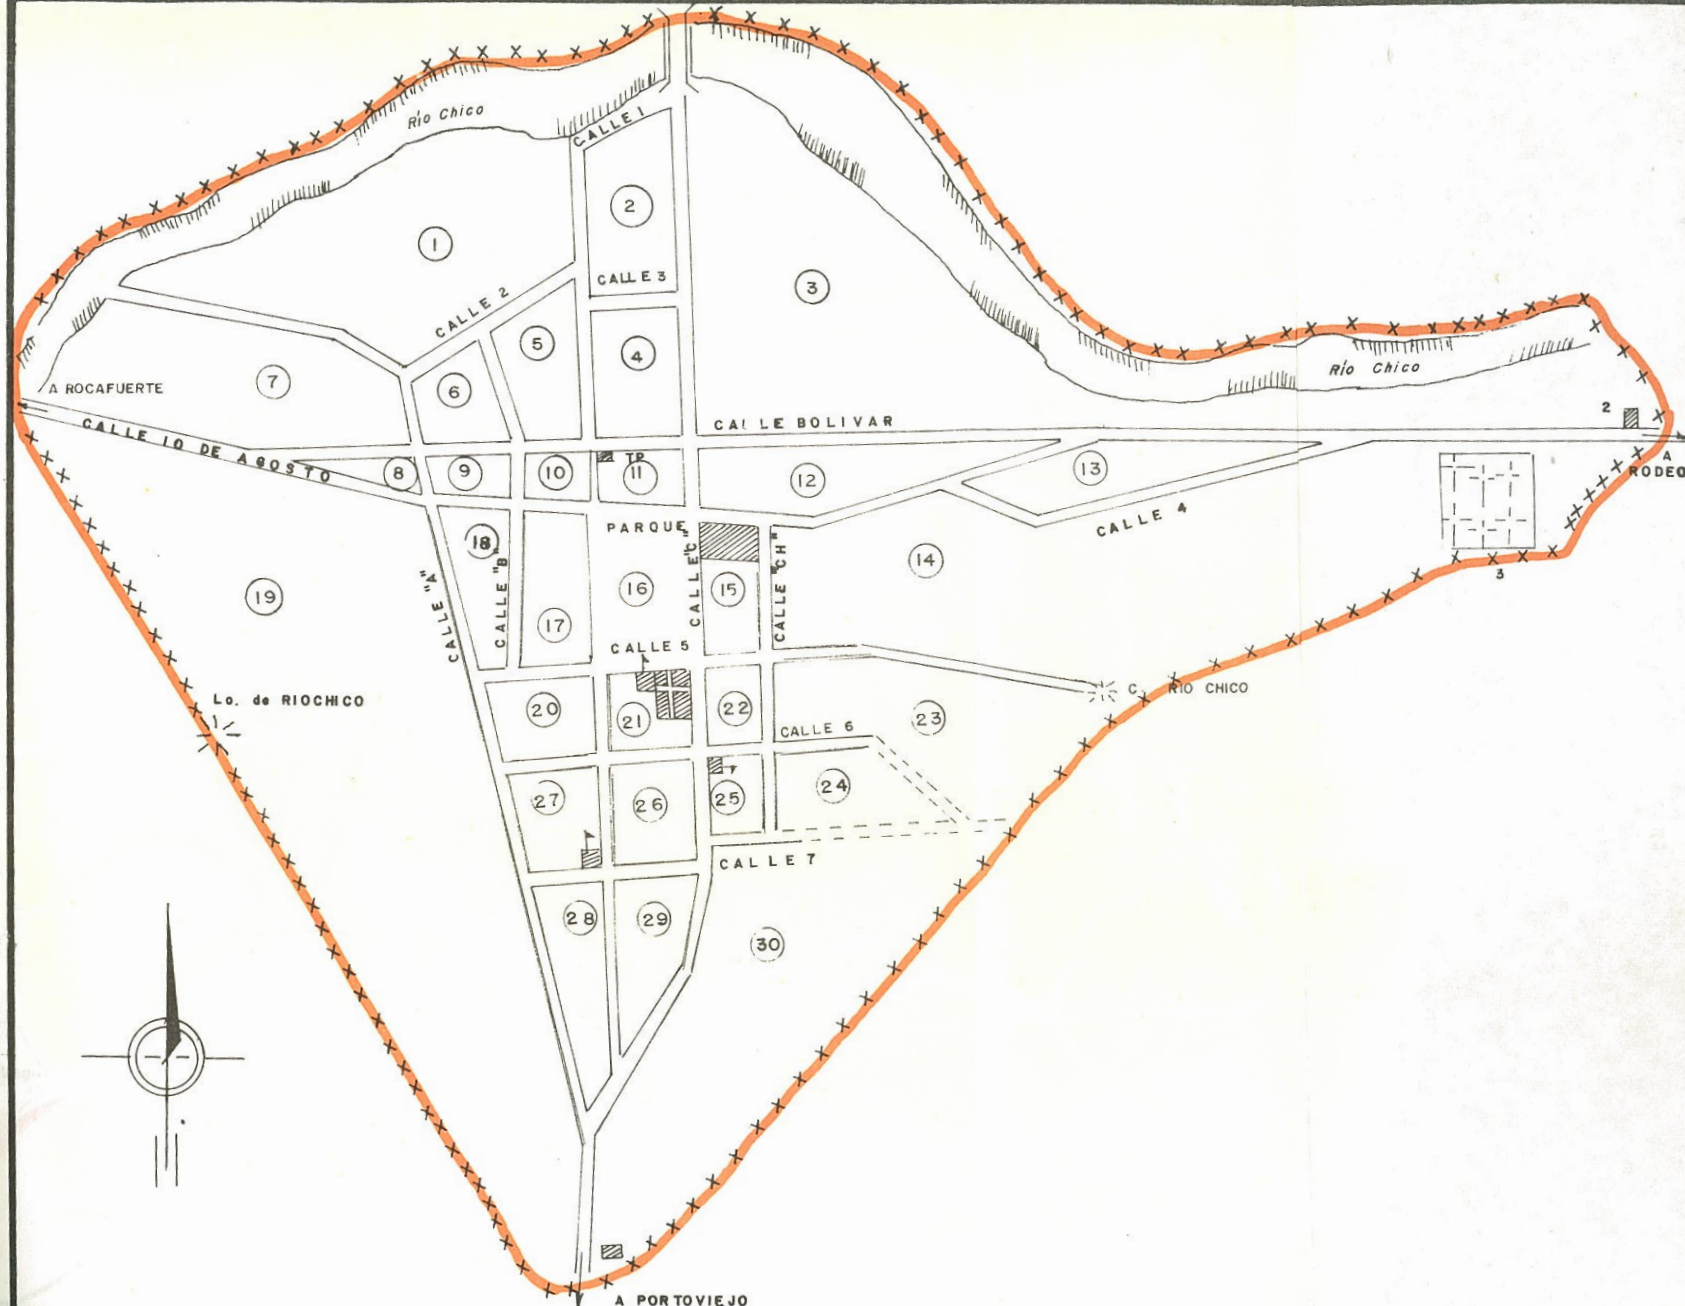 Río Chico
CALLE 1
2
1
CALLE 2
CALLE 3
3
5
4
Río Chico
A ROCAFUERTE
7
6
CALLE BOLIVAR
2
CALLE 10 DE AGOSTO
8
9
10
TP
11
12
13
A
RODEO
CALLE 4
PARQUE
18
CALLE "A"
CALLE "B"
17
16
CALLE "C"
15
CALLE "CH"
14
3
19
CALLE 5
Lo. de RIOCHICO
C. RIO CHICO
20
21
22
23
CALLE 6
27
26
25
24
CALLE 7
28
29
30
A PORTOVIEJO